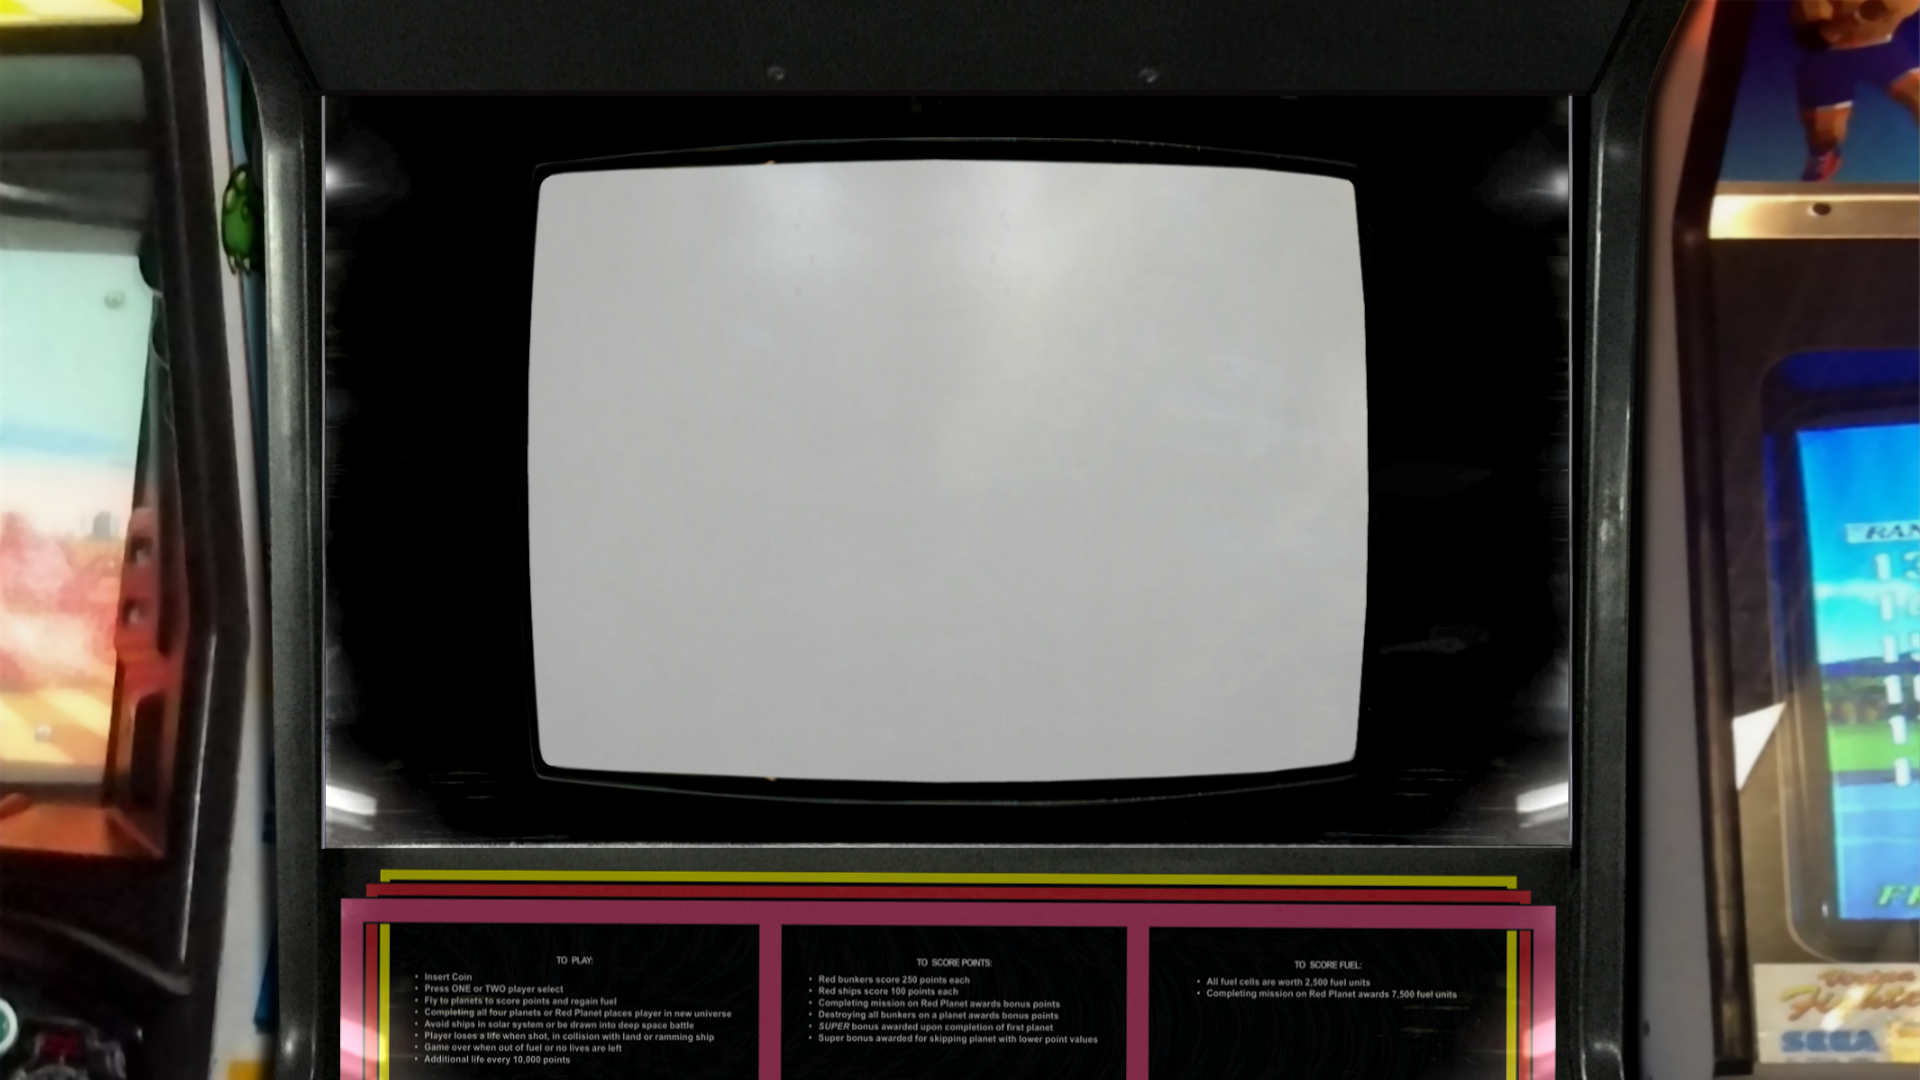 TO PLAY:
• Insert Coin
• Press ONE or TWO player select
• Fly to planets to score points and regain fuel
• Completing all four planets or Red Planet places player in new universe
• Avoid ships in solar system or be drawn into deep space battle
• Player loses a life when shot, in collision with land or ramming ship
• Game over when out of fuel or no lives are left
• Additional life every 10,000 points
TO SCORE POINTS:
• Red bunkers score 250 points each
• Red ships score 100 points each
• Completing mission on Red Planet awards bonus points
• Destroying all bunkers on a planet awards bonus points
• SUPER bonus awarded upon completion of first planet
• Super bonus awarded for skipping planet with lower point values
TO SCORE FUEL:
• All fuel cells are worth 2,500 fuel units
• Completing mission on Red Planet awards 7,500 fuel units
RAN
SEGA